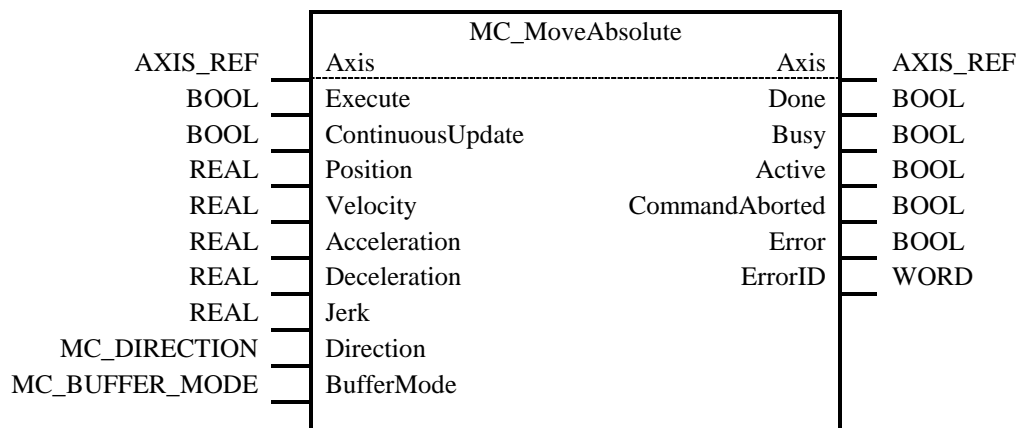 MC_MoveAbsolute
AXIS_REF Axis Axis AXIS_REF
BOOL Execute Done BOOL
BOOL ContinuousUpdate Busy BOOL
REAL Position Active BOOL
REAL Velocity CommandAborted BOOL
REAL Acceleration Error BOOL
REAL Deceleration ErrorID WORD
REAL Jerk
MC_DIRECTION Direction
MC_BUFFER_MODE BufferMode